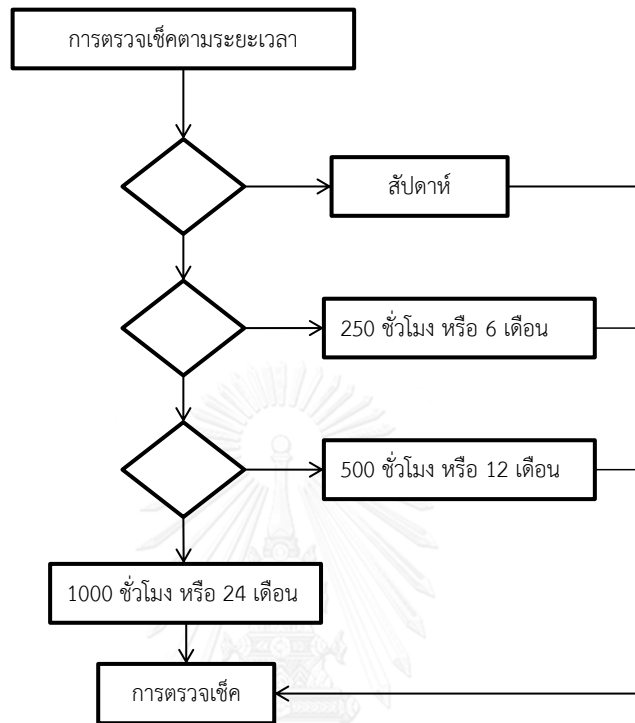 การตรวจเช็คตามระยะเวลา
สัปดาห์
250 ชั่วโมง หรือ 6 เดือน
500 ชั่วโมง หรือ 12 เดือน
1000 ชั่วโมง หรือ 24 เดือน
การตรวจเช็ค